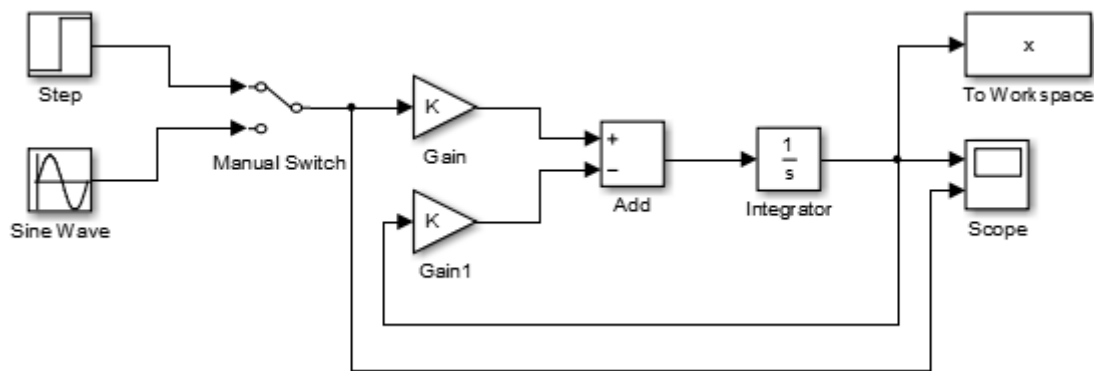 Step
Sine Wave
Manual Switch
K
Gain
K
Gain1
+
−
Add
1
s
Integrator
x
To Workspace
Scope